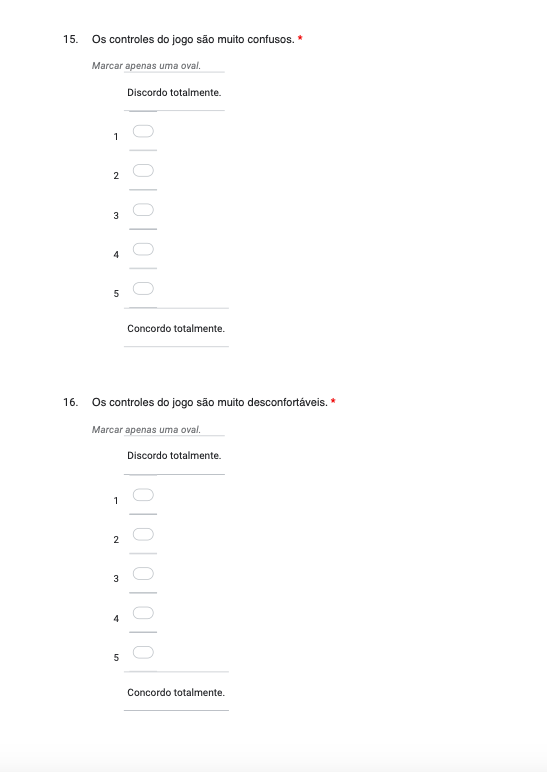 15. Os controles do jogo são muito confusos. *
Marcar apenas uma oval.
Discordo totalmente.
1
2
3
4
5
Concordo totalmente.
16. Os controles do jogo são muito desconfortáveis. *
Marcar apenas uma oval.
Discordo totalmente.
1
2
3
4
5
Concordo totalmente.